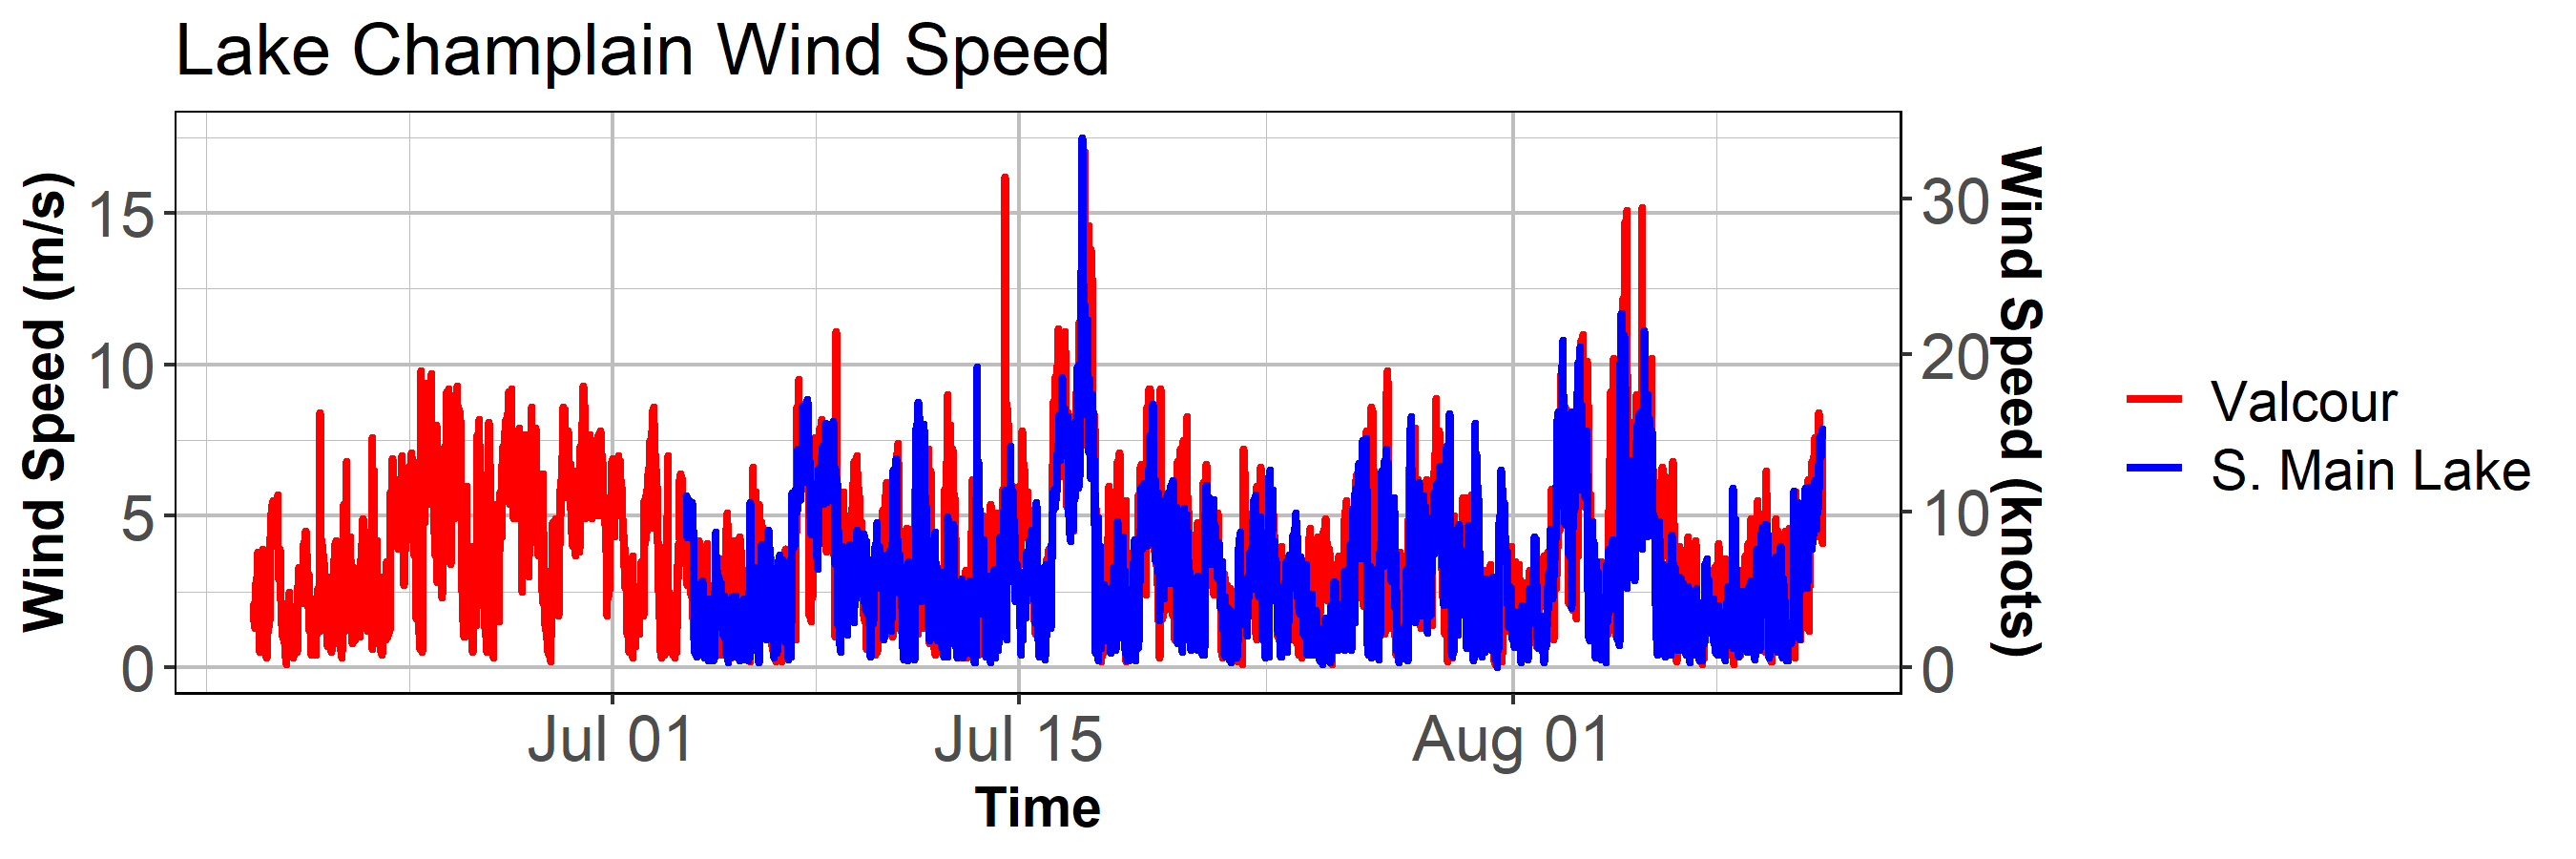 Lake Champlain Wind Speed
Wind Speed (m/s)
15
10
5
0
30
20
10
0
Wind Speed (knots)
Jul 01
Jul 15
Aug 01
Time
Valcour
S. Main Lake